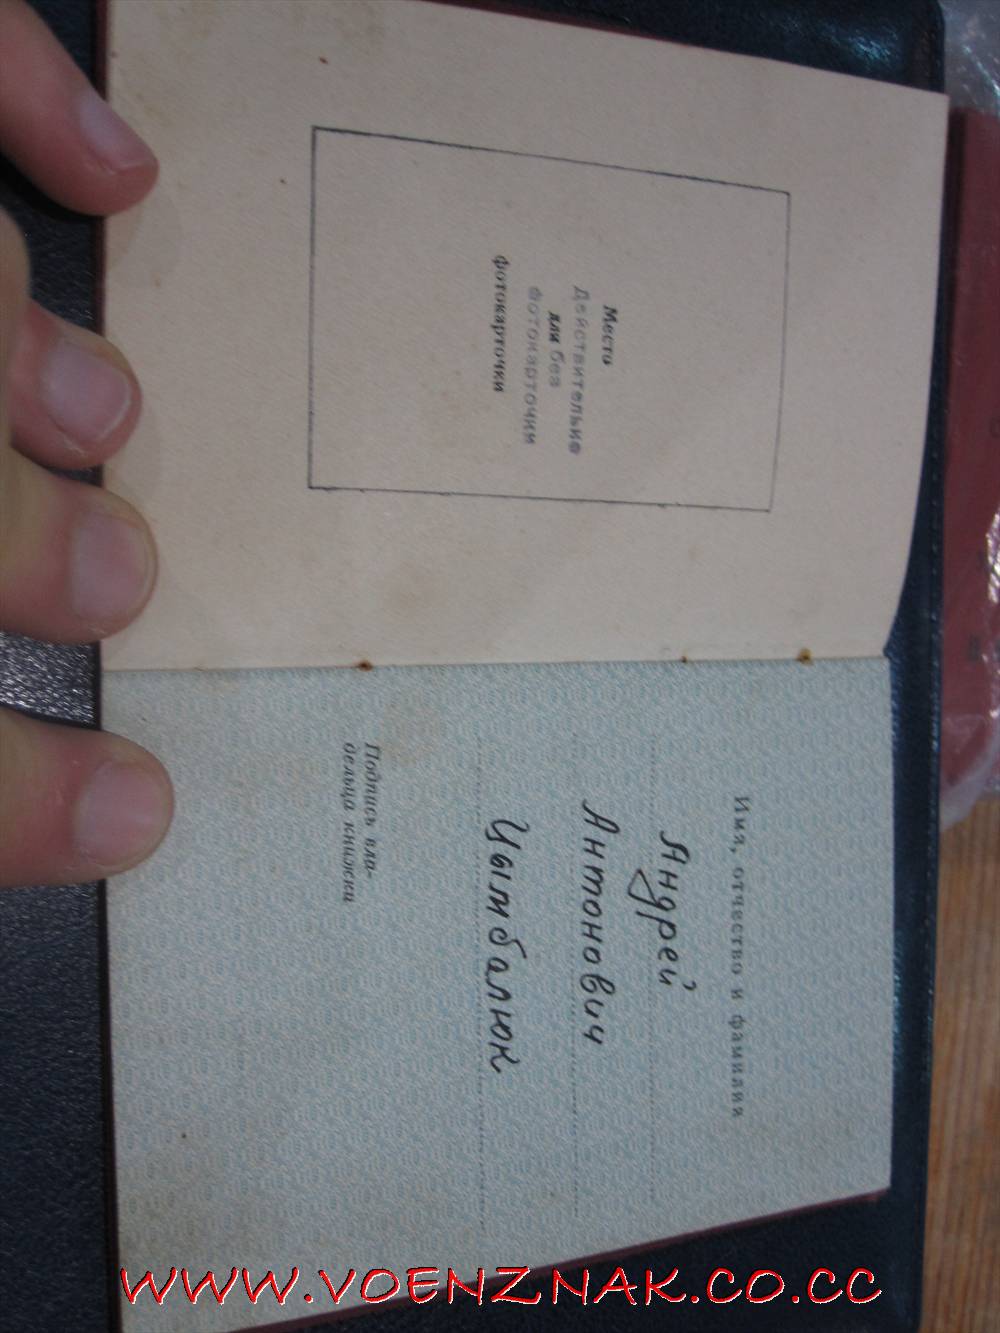 Место
Действительно
для без
фотокарточки
фотокарточки
Имя, отчество и фамилия
Андрей
Антонович
Цымбалюк
Подпись вла-
дельца книжки
WWW.VOENZNAK.CO.CC